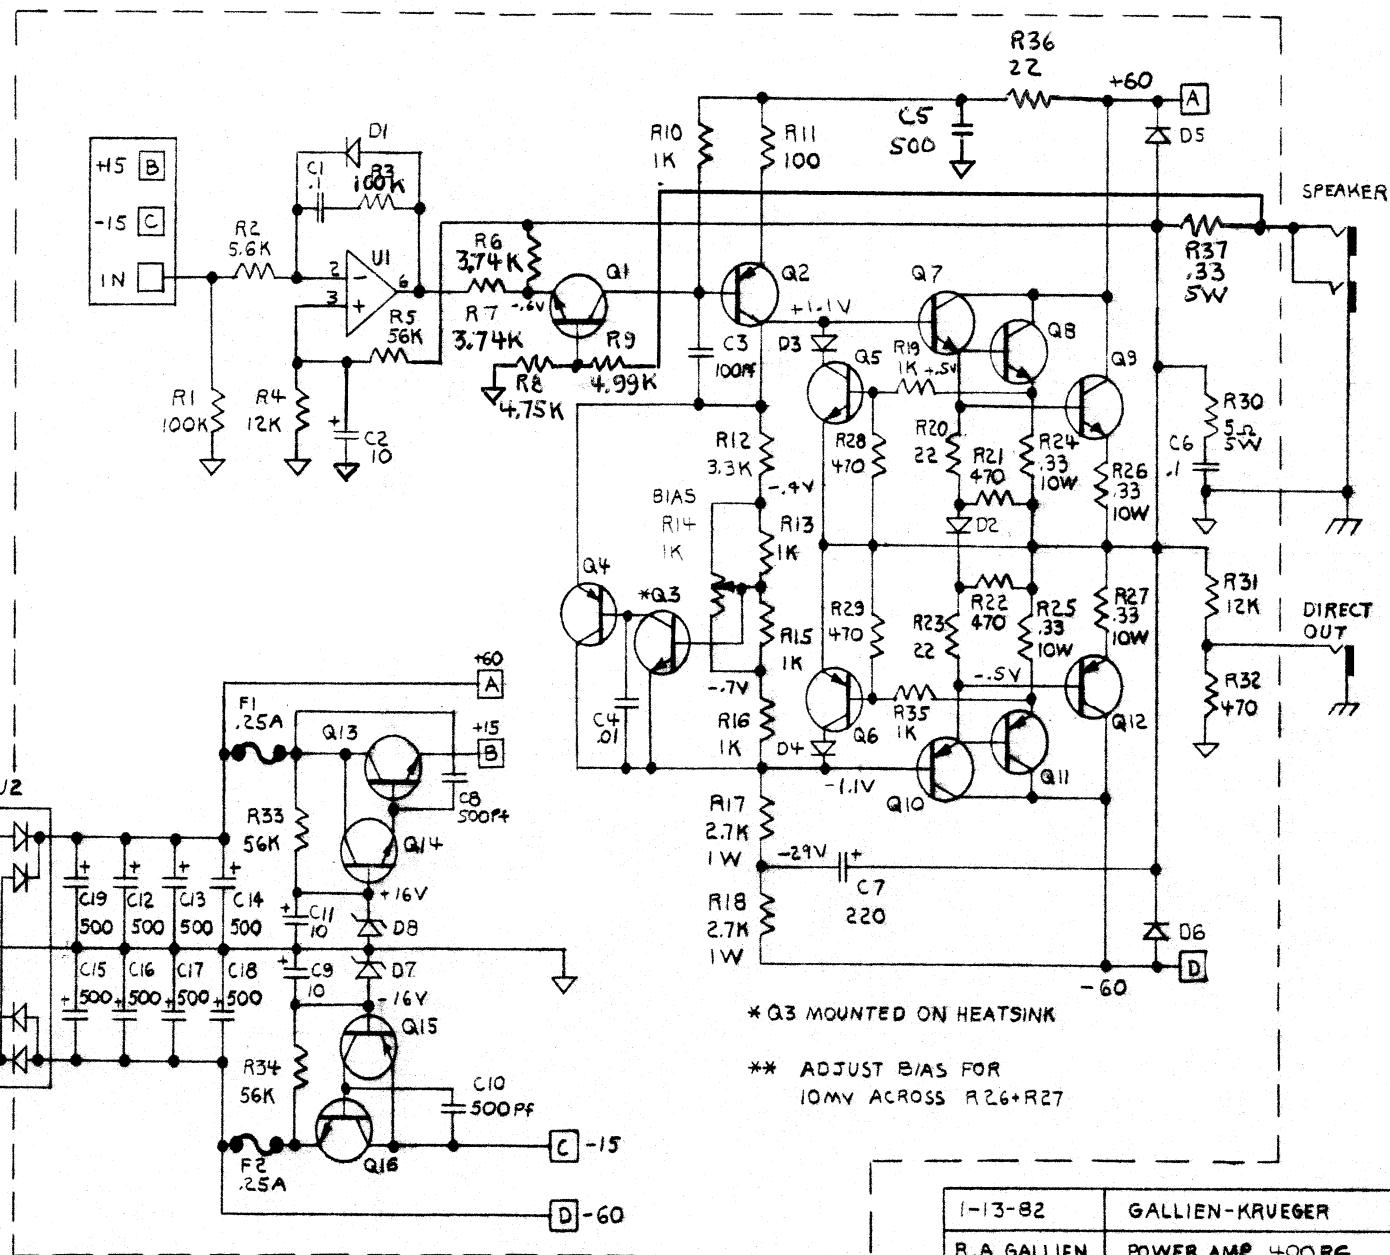 R36
22
+60
A
C5
500
D5
R10
1K
R11
100
D1
C1
.1
R3
100K
+15 B
-15 C
IN
R2
5.6K
U1
2
-
3
+
6
R6
3.74K
Q1
Q2
R7
3.74K
-.6V
R5
56K
R8
4.75K
R9
4.99K
C3
100Pf
+1.1V
D3
Q5
Q7
Q8
R19
1K
+.5V
Q9
SPEAKER
R37
.33
5W
R1
100K
R4
12K
+
C2
10
R12
3.3K
-.4V
R28
470
R20
22
R21
470
R24
.33
10W
R26
.33
10W
C6
.1
R30
5Ω
5W
BIAS
R14
1K
R13
1K
D2
Q4
*Q3
R15
1K
R29
470
R22
470
R23
22
R25
.33
10W
R27
.33
10W
R31
12K
DIRECT
OUT
-.7V
-.5V
R32
470
C4
.01
R16
1K
D4
Q6
R35
1K
Q12
-1.1V
Q10
Q11
+60
A
F1
.25A
Q13
+15
B
C8
500Pf
R33
56K
Q14
+16V
R17
2.7K
1W
-29V
+
C7
220
R18
2.7K
1W
D6
D
-60
U2
+
C19
500
+
C12
500
+
C13
500
+
C14
500
+
C11
10
D8
C15
+
500
C16
+
500
C17
+
500
C18
+
500
+
C9
10
D7
-16V
Q15
R34
56K
C10
500Pf
Q16
F2
.25A
C -15
D -60
* Q3 MOUNTED ON HEATSINK
** ADJUST BIAS FOR
10MV ACROSS R26+R27
1-13-82
GALLIEN-KRUEGER
R.A. GALLIEN
POWER AMP